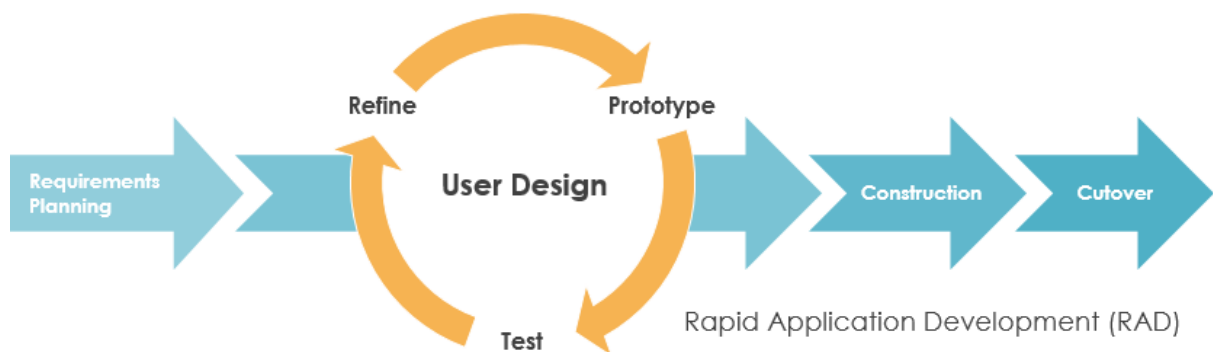 Refine
Prototype
Requirements
Planning
User Design
Construction
Cutover
Test
Rapid Application Development (RAD)